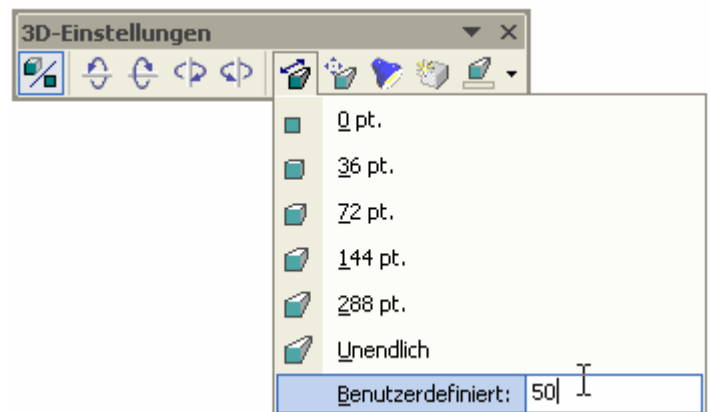 3D-Einstellungen
0 pt.
36 pt.
72 pt.
144 pt.
288 pt.
Unendlich
Benutzerdefiniert: 50